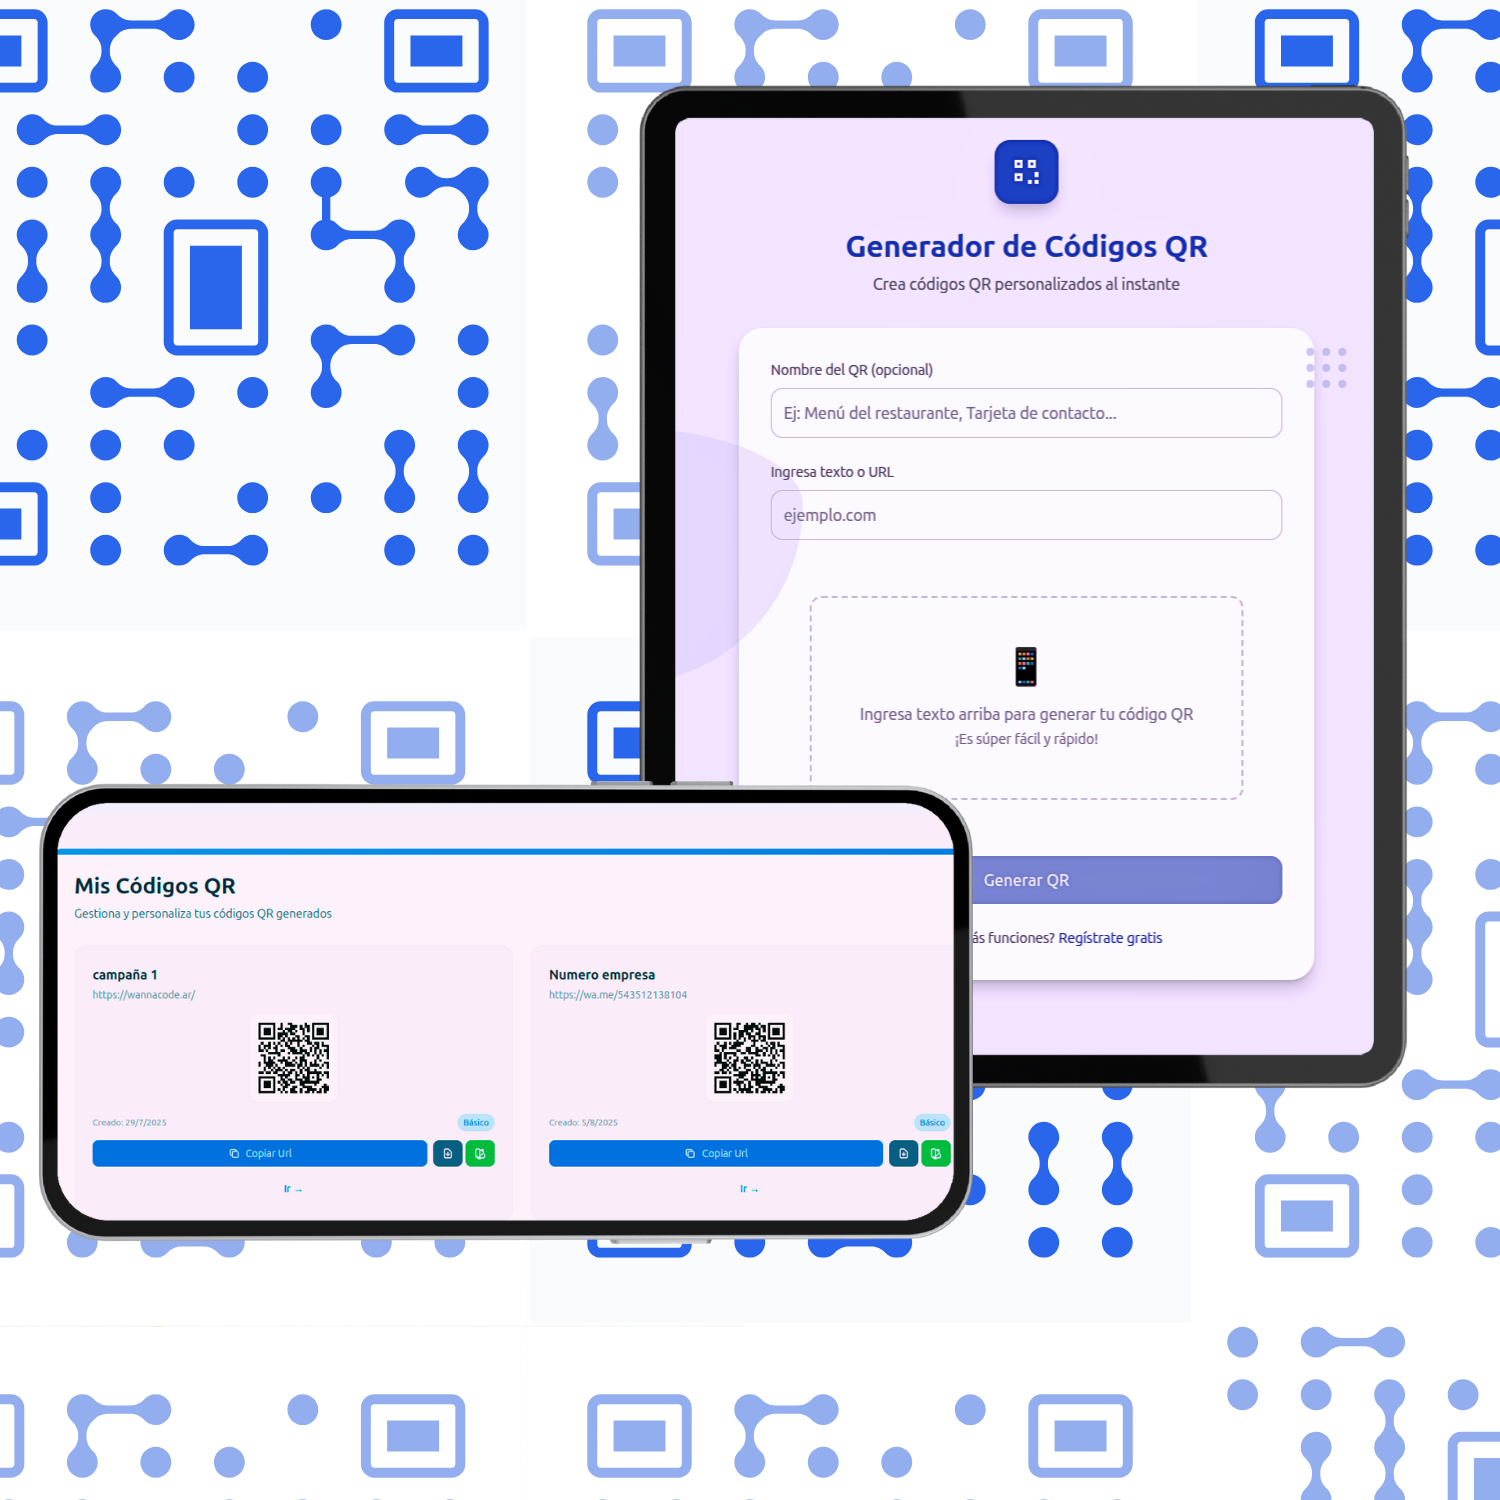 Generador de Códigos QR
Crea códigos QR personalizados al instante
Nombre del QR (opcional)
Ej: Menú del restaurante, Tarjeta de contacto...
Ingresa texto o URL
ejemplo.com
Ingresa texto arriba para generar tu código QR
¡Es súper fácil y rápido!
Generar QR
ás funciones? Regístrate gratis
Mis Códigos QR
Gestiona y personaliza tus códigos QR generados
campaña 1
https://wannacode.ar/
Creado: 29/7/2025
Básico
Copiar Url
Ir →
Numero empresa
https://wa.me/543512138104
Creado: 5/8/2025
Básico
Copiar Url
Ir →